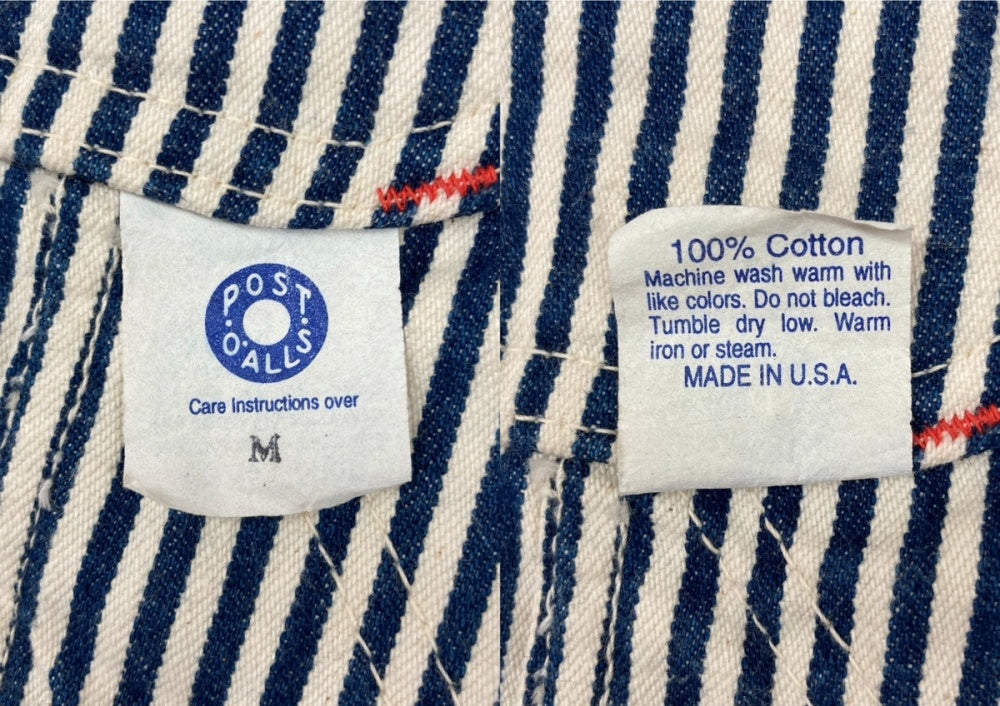 POST
O'ALLS
Care Instructions over
M
100% Cotton
Machine wash warm with
like colors. Do not bleach.
Tumble dry low. Warm
iron or steam.
MADE IN U.S.A.